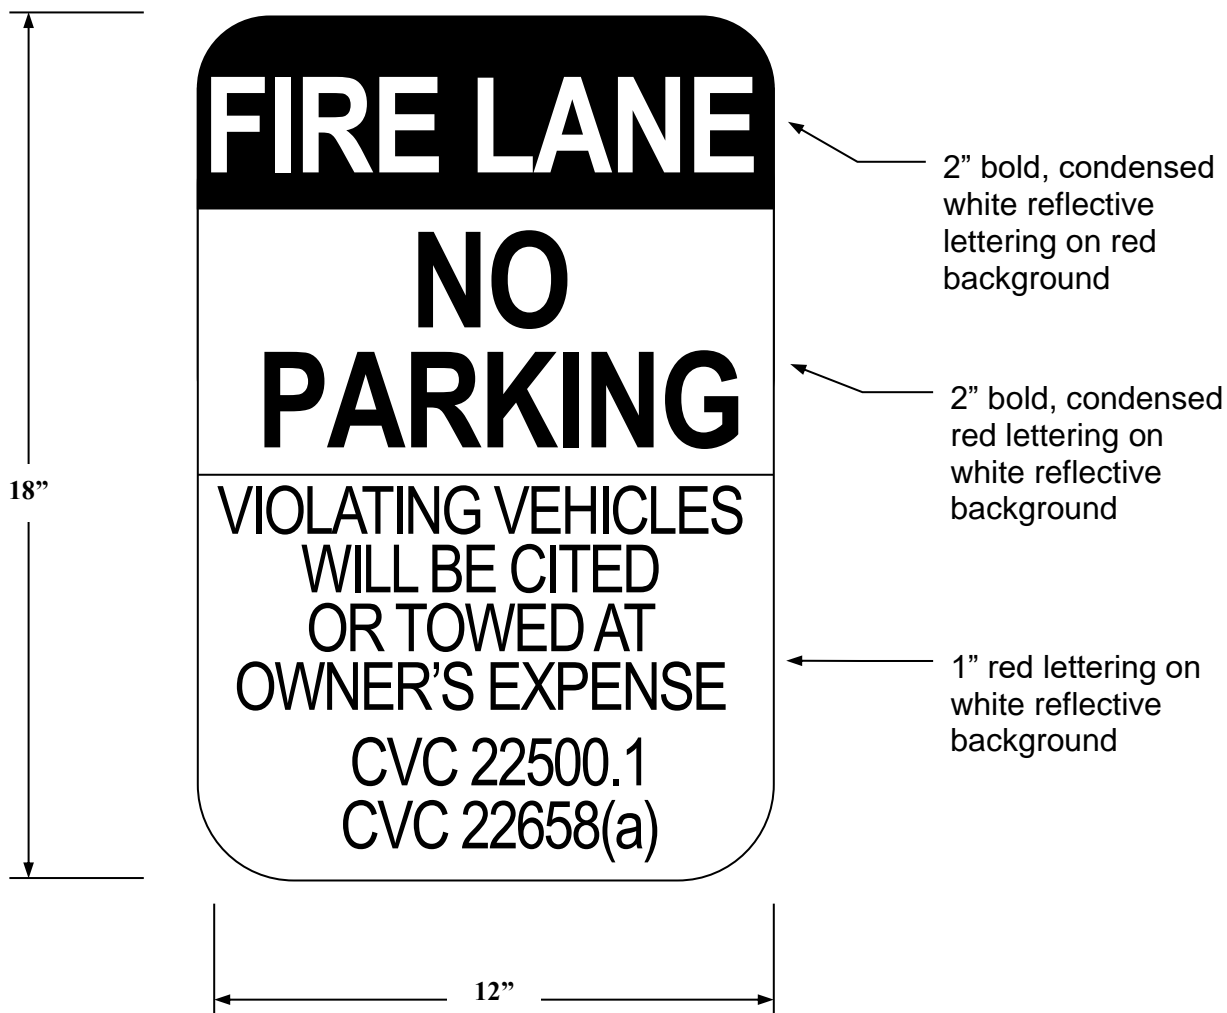 FIRE LANE
NO
PARKING
VIOLATING VEHICLES
WILL BE CITED
OR TOWED AT
OWNER’S EXPENSE
CVC 22500.1
CVC 22658(a)
2” bold, condensed
white reflective
lettering on red
background
2” bold, condensed
red lettering on
white reflective
background
1” red lettering on
white reflective
background
18”
12”